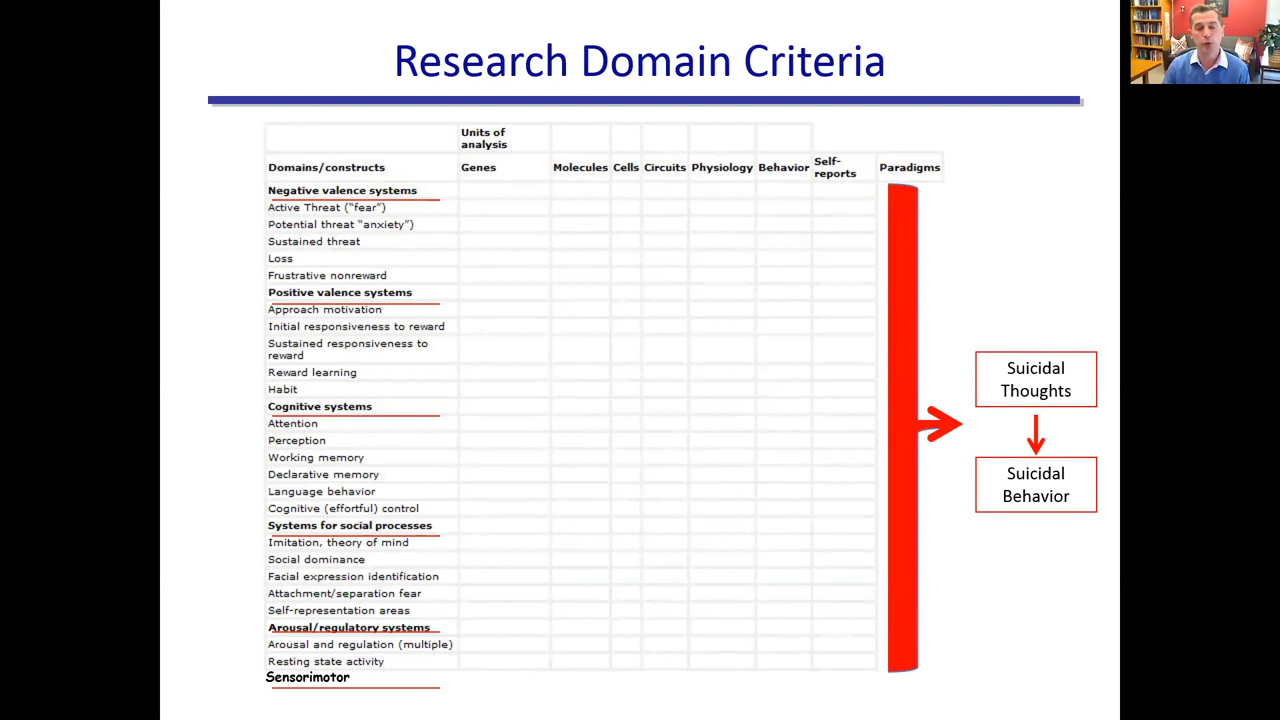 Research Domain Criteria
Units of
analysis
Domains/constructs Genes Molecules Cells Circuits Physiology Behavior Self-
reports Paradigms
Negative valence systems
Active Threat (“fear”)
Potential threat “anxiety”)
Sustained threat
Loss
Frustrative nonreward
Positive valence systems
Approach motivation
Initial responsiveness to reward
Sustained responsiveness to
reward
Reward learning
Habit
Cognitive systems
Attention
Perception
Working memory
Declarative memory
Language behavior
Cognitive (effortful) control
Systems for social processes
Imitation, theory of mind
Social dominance
Facial expression identification
Attachment/separation fear
Self-representation areas
Arousal/regulatory systems
Arousal and regulation (multiple)
Resting state activity
Sensorimotor
Suicidal
Thoughts
Suicidal
Behavior